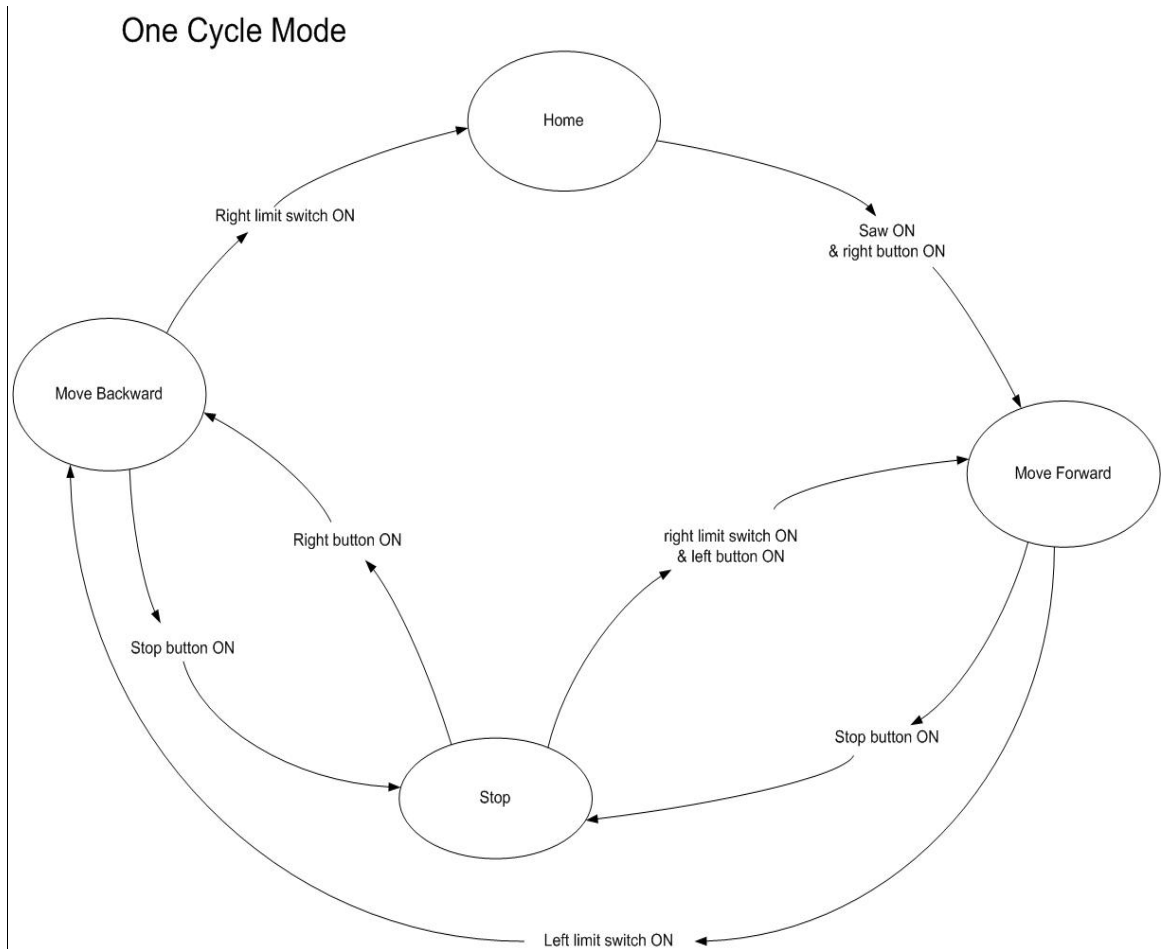 One Cycle Mode
Home
Right limit switch ON
Saw ON
& right button ON
Move Backward
Move Forward
Right button ON
right limit switch ON
& left button ON
Stop button ON
Stop button ON
Stop
Left limit switch ON